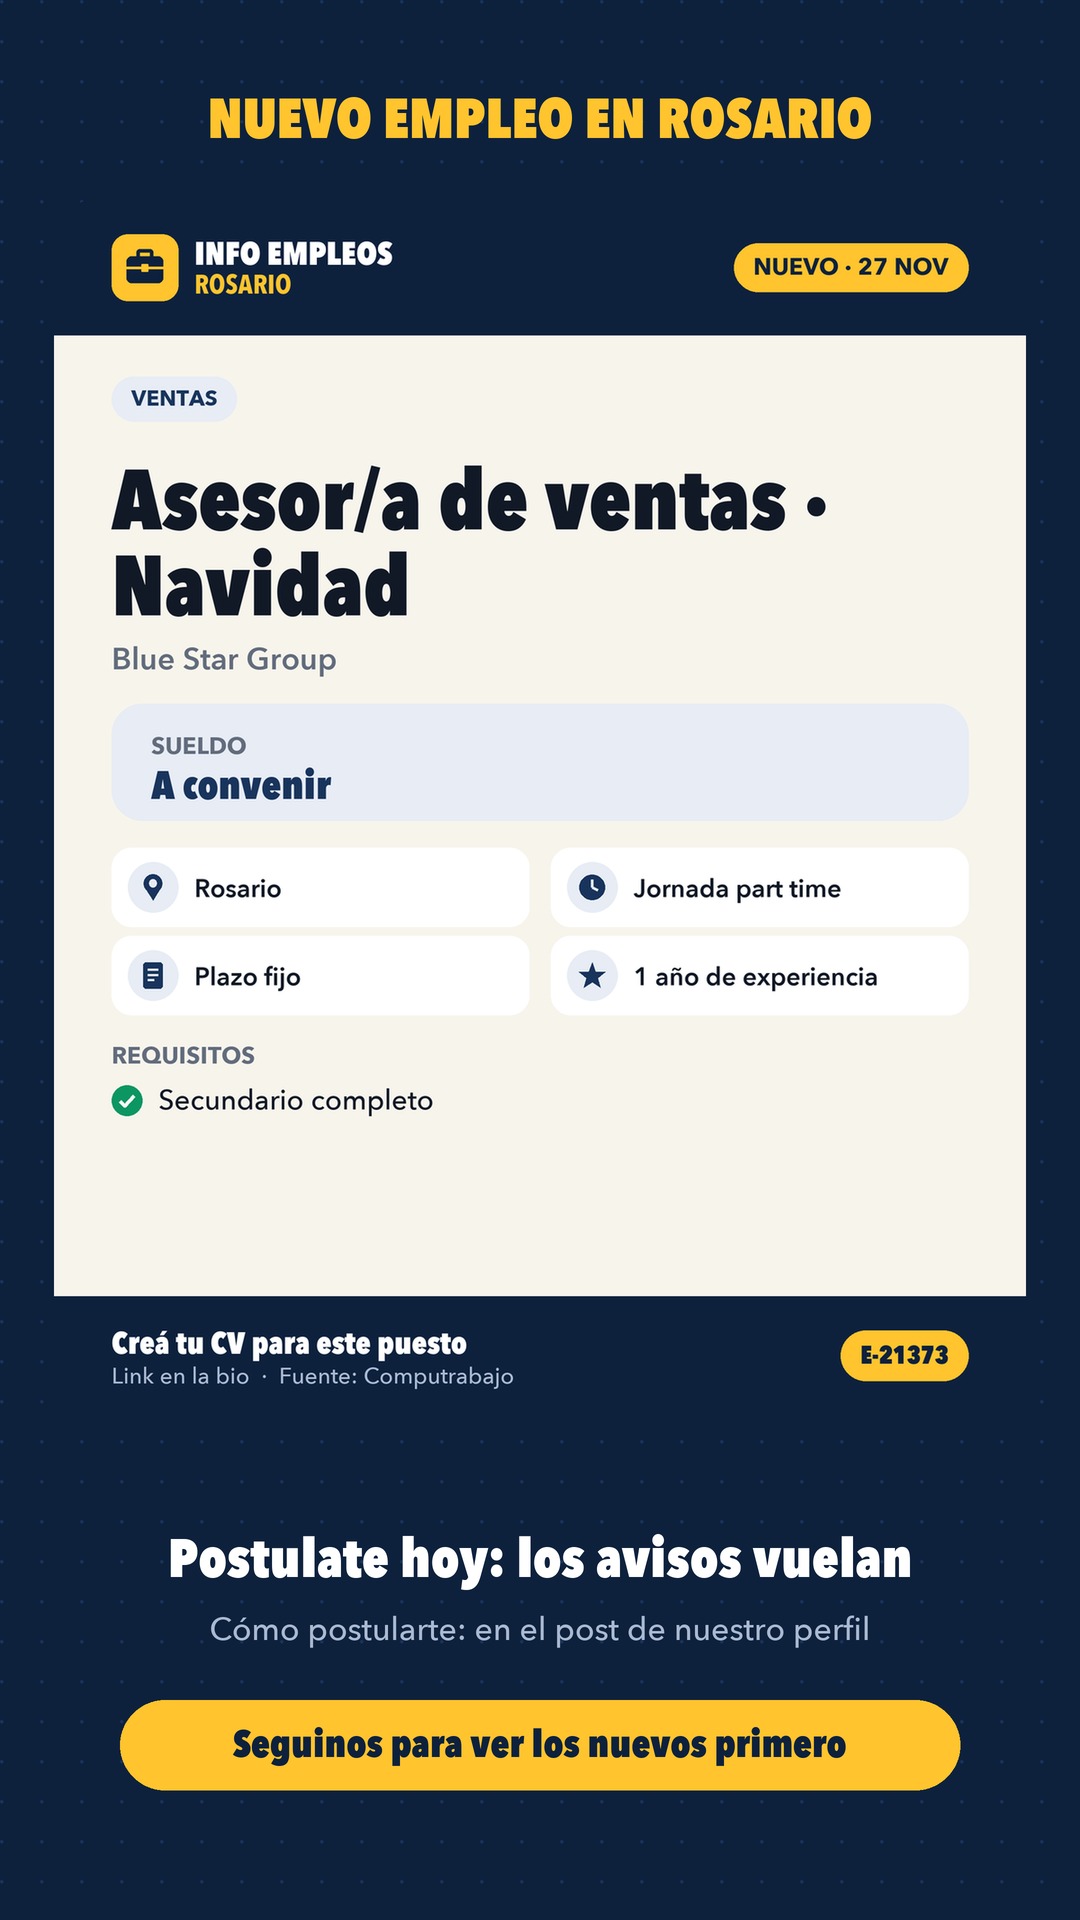 NUEVO EMPLEO EN ROSARIO
INFO EMPLEOS
ROSARIO
NUEVO · 27 NOV
VENTAS
Asesor/a de ventas •
Navidad
Blue Star Group
SUELDO
A convenir
Rosario
Jornada part time
Plazo fijo
1 año de experiencia
REQUISITOS
Secundario completo
Creá tu CV para este puesto
Link en la bio · Fuente: Computrabajo
E-21373
Postulate hoy: los avisos vuelan
Cómo postularte: en el post de nuestro perfil
Seguinos para ver los nuevos primero